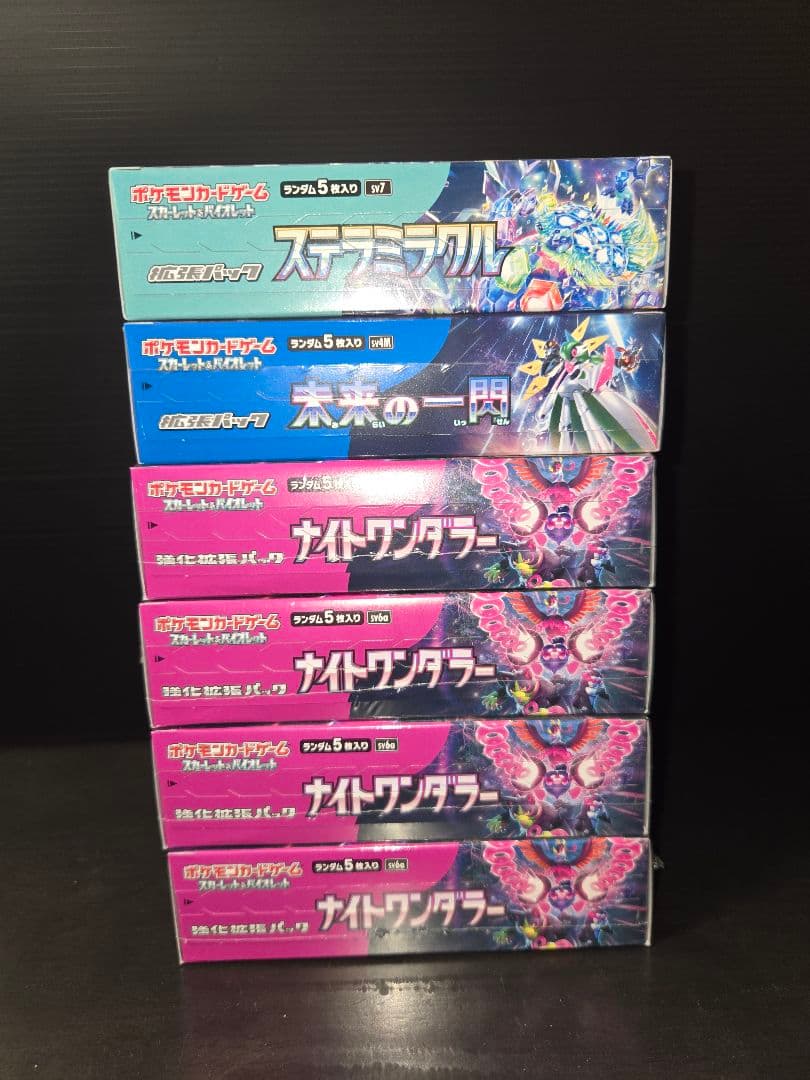 ポケモンカードゲーム ランダム5枚入り sv7
スカーレット&バイオレット
ステラミラクル
拡張パック
ポケモンカードゲーム ランダム5枚入り sv4M
スカーレット&バイオレット
未来の一閃
みらい いっせん
拡張パック
ポケモンカードゲーム ランダム5枚
スカーレット&バイオレット
ナイトワンダラー
強化拡張パック
ポケモンカードゲーム ランダム5枚入り sv6a
スカーレット&バイオレット
ナイトワンダラー
強化拡張パック
ポケモンカードゲーム ランダム5枚入り sv6a
スカーレット&バイオレット
ナイトワンダラー
強化拡張パック
ポケモンカードゲーム ランダム5枚入り sv6a
スカーレット&バイオレット
ナイトワンダラー
強化拡張パック